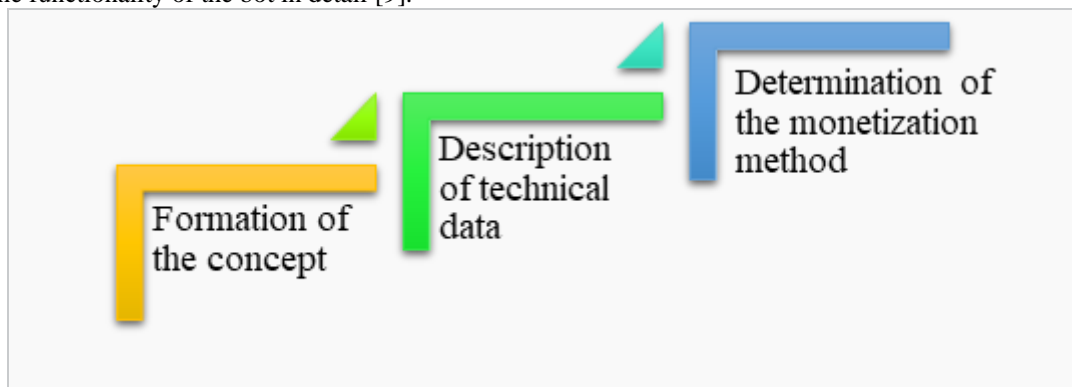 the functionality of the bot in detail [9].
Formation of
the concept
Description
of technical
data
Determination of
the monetization
method